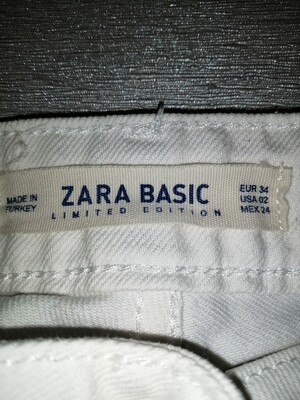 MADE IN
TURKEY
ZARA BASIC
LIMITED EDITION
EUR 34
USA 02
MEX 24